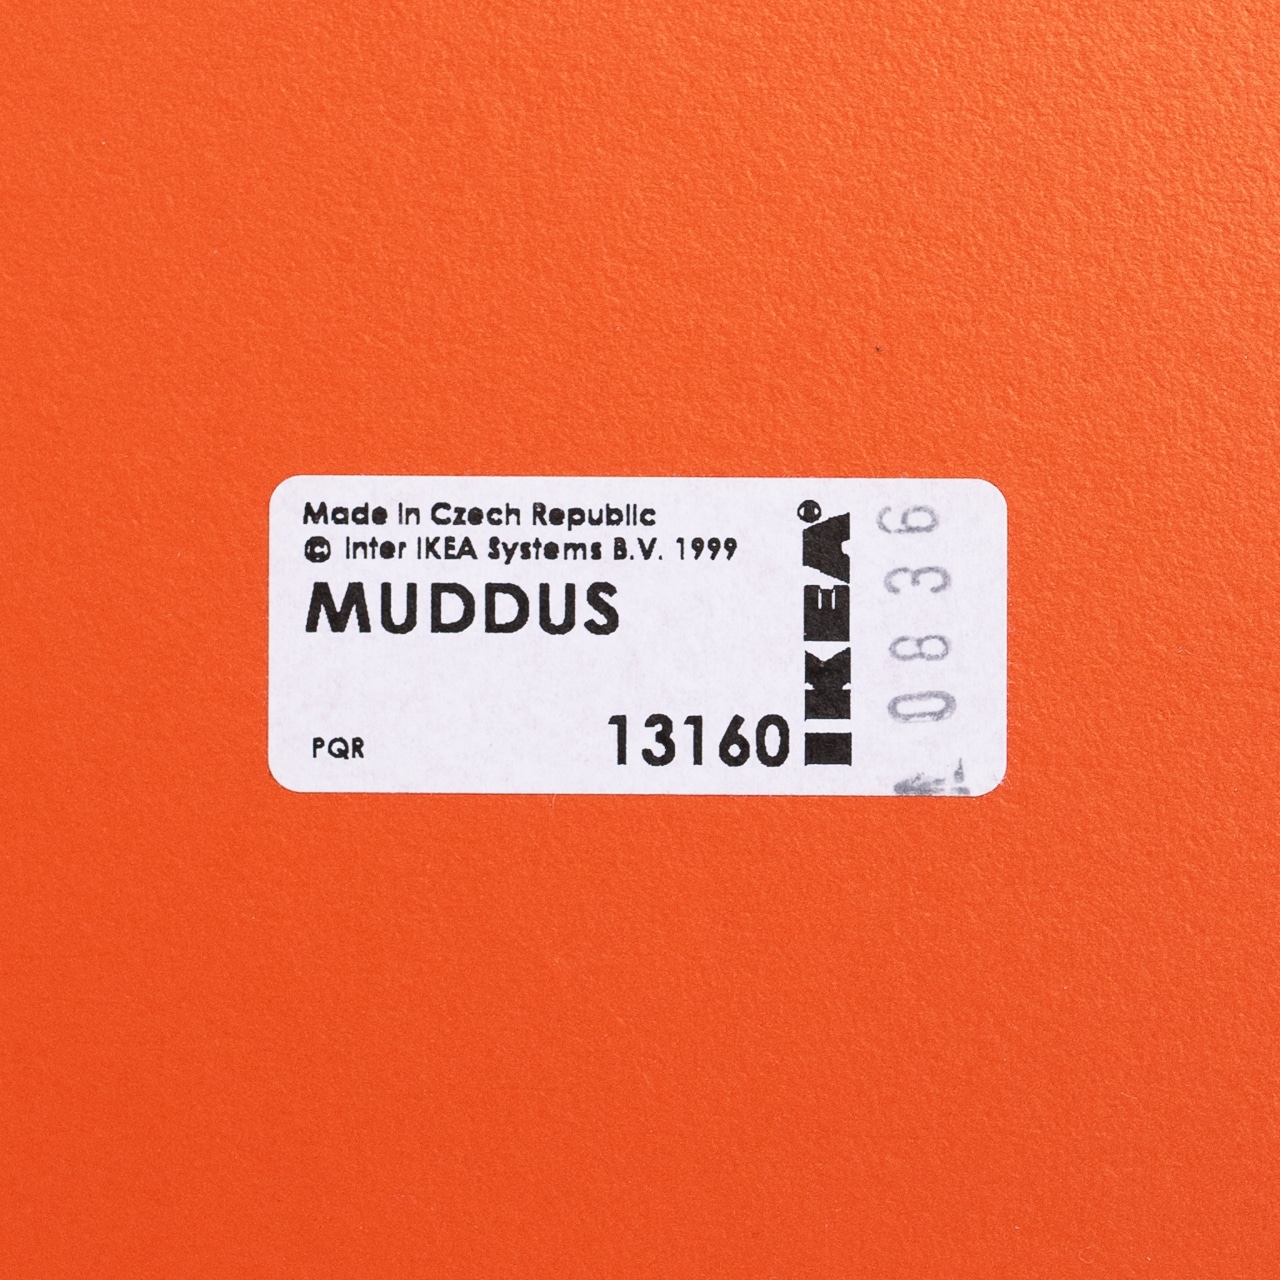 Made in Czech Republic
© Inter IKEA Systems B.V. 1999
MUDDUS
PQR
13160
IKEA®
0836